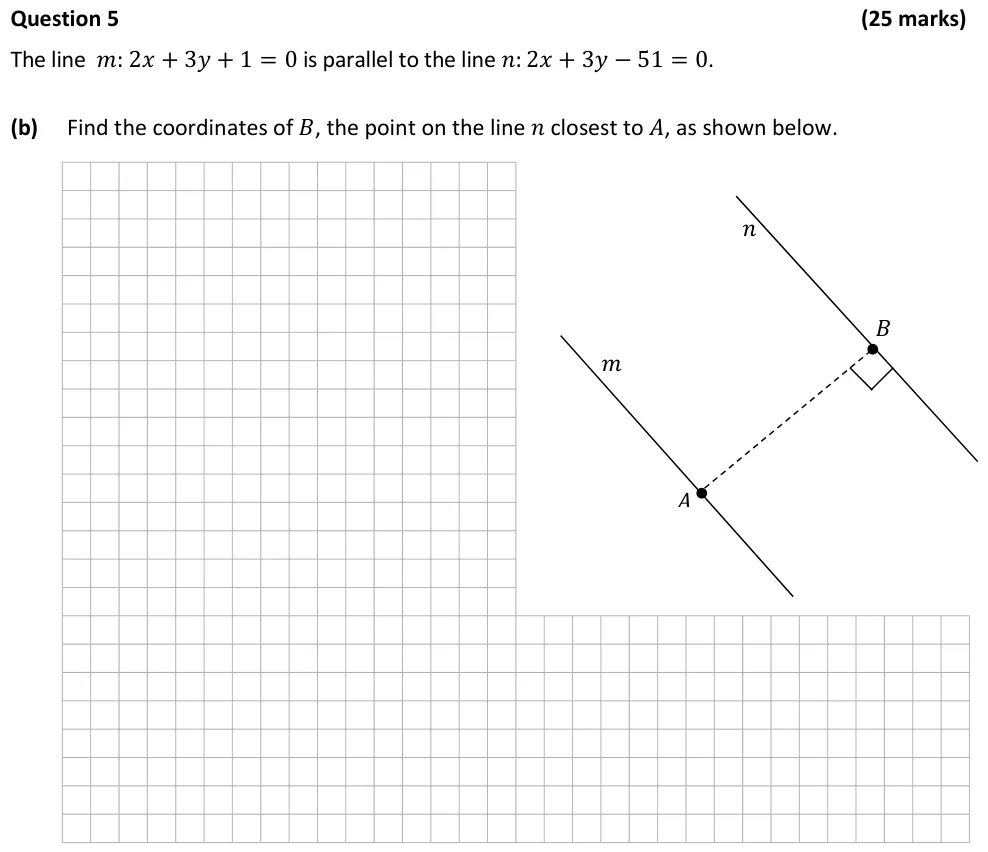 Question 5 (25 marks)
The line m: 2x + 3y + 1 = 0 is parallel to the line n: 2x + 3y − 51 = 0.
(b) Find the coordinates of B, the point on the line n closest to A, as shown below.
n
B
m
A